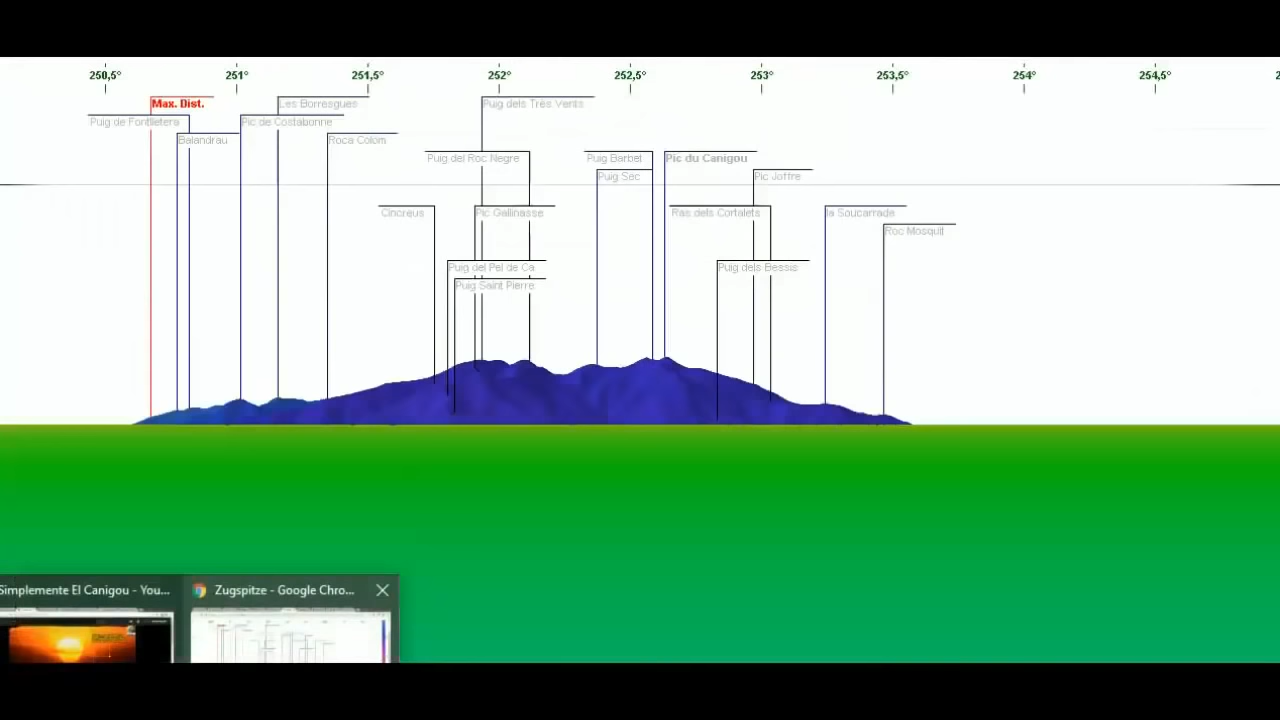 250,5° 251° 251,5° 252° 252,5° 253° 253,5° 254° 254,5°
Max. Dist. Les Borresgues Puig dels Très Vents
Puig de Fontlletera Pic de Costabonne
Balandrau Roca Colom
Puig del Roc Negre Puig Barbet Pic du Canigou
Puig Sec Pic Joffre
Cincreus Pic Gallinasse Ras dels Cortalets la Soucarrade
Roc Mosquit
Puig del Pel de Ca Puig dels Bessis
Puig Saint Pierre
Simplemente El Canigou - You... Zugspitze - Google Chro...